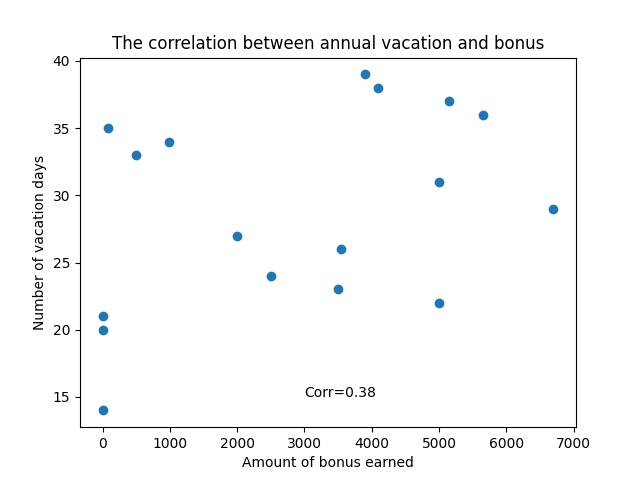 The correlation between annual vacation and bonus
40
35
30
25
20
15
Number of vacation days
Corr=0.38
0 1000 2000 3000 4000 5000 6000 7000
Amount of bonus earned